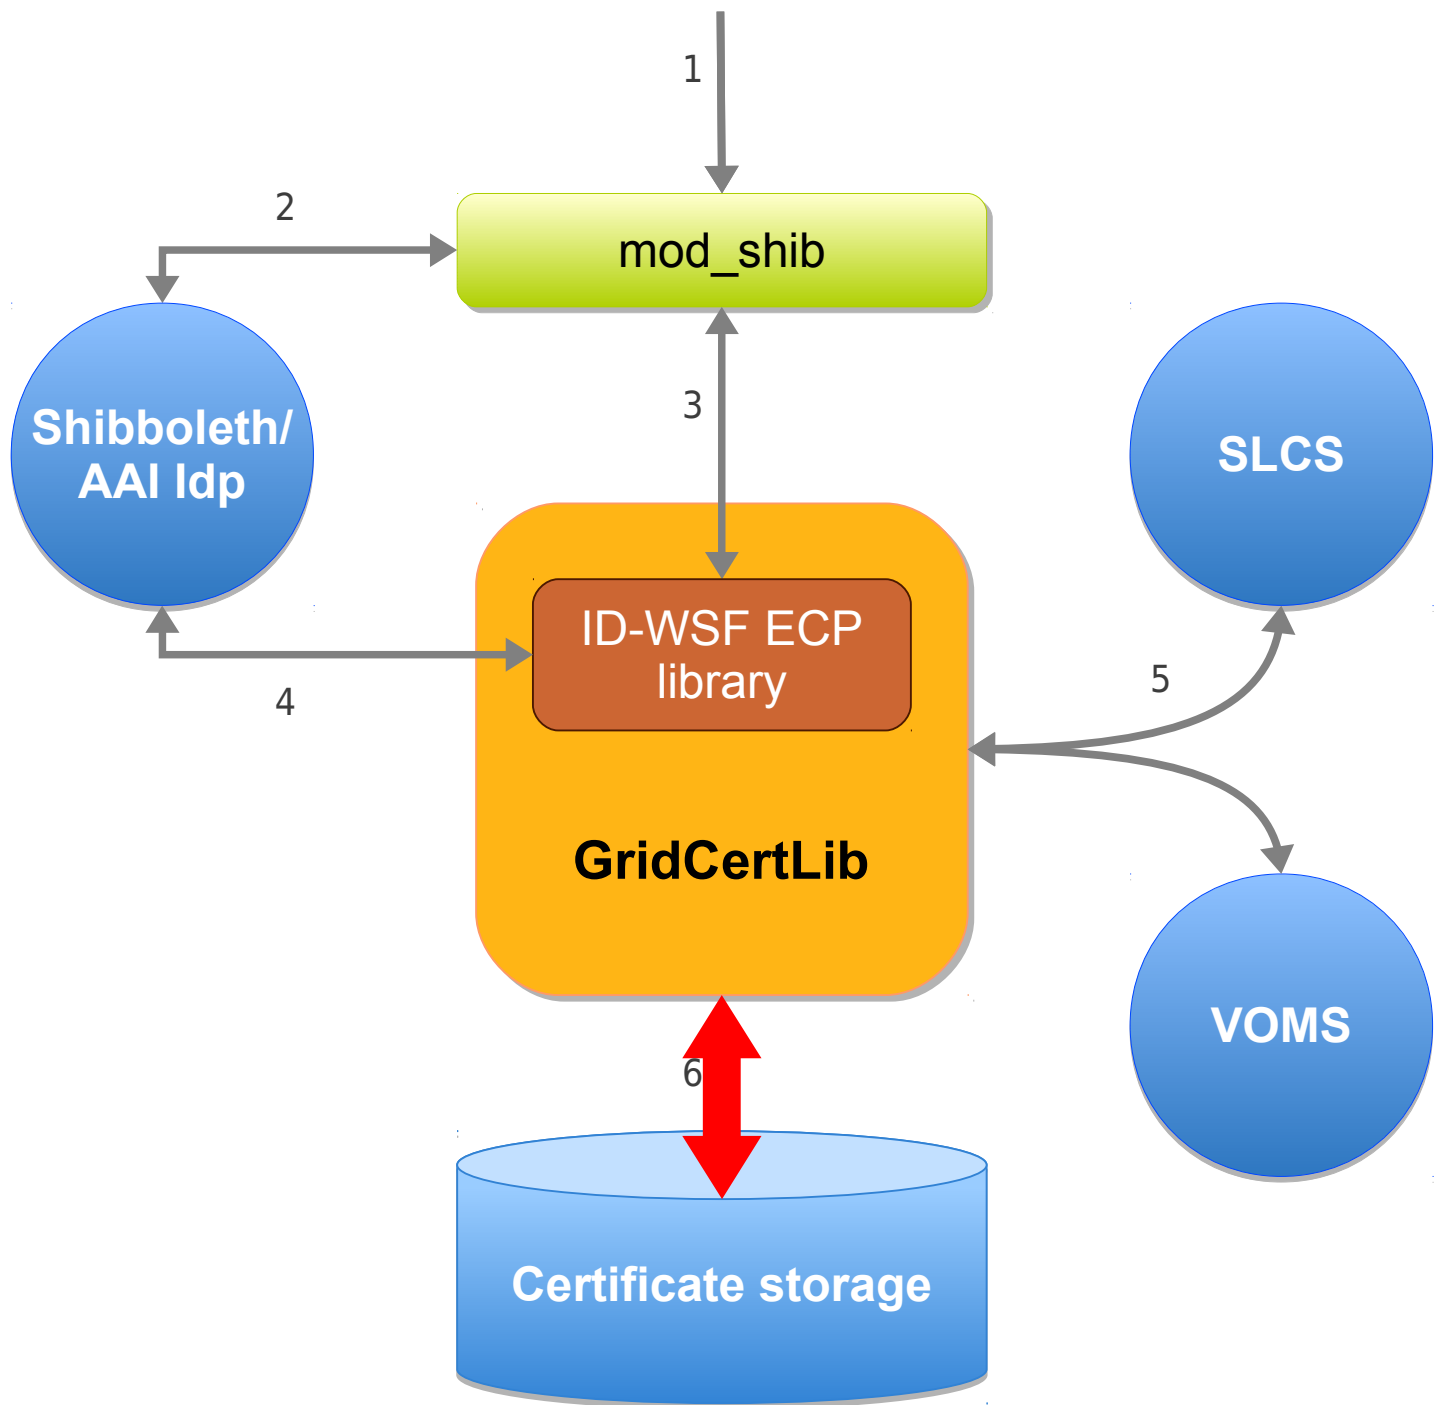 1
2
mod_shib
3
Shibboleth/
AAI Idp
SLCS
ID-WSF ECP
library
4
5
GridCertLib
VOMS
6
Certificate storage